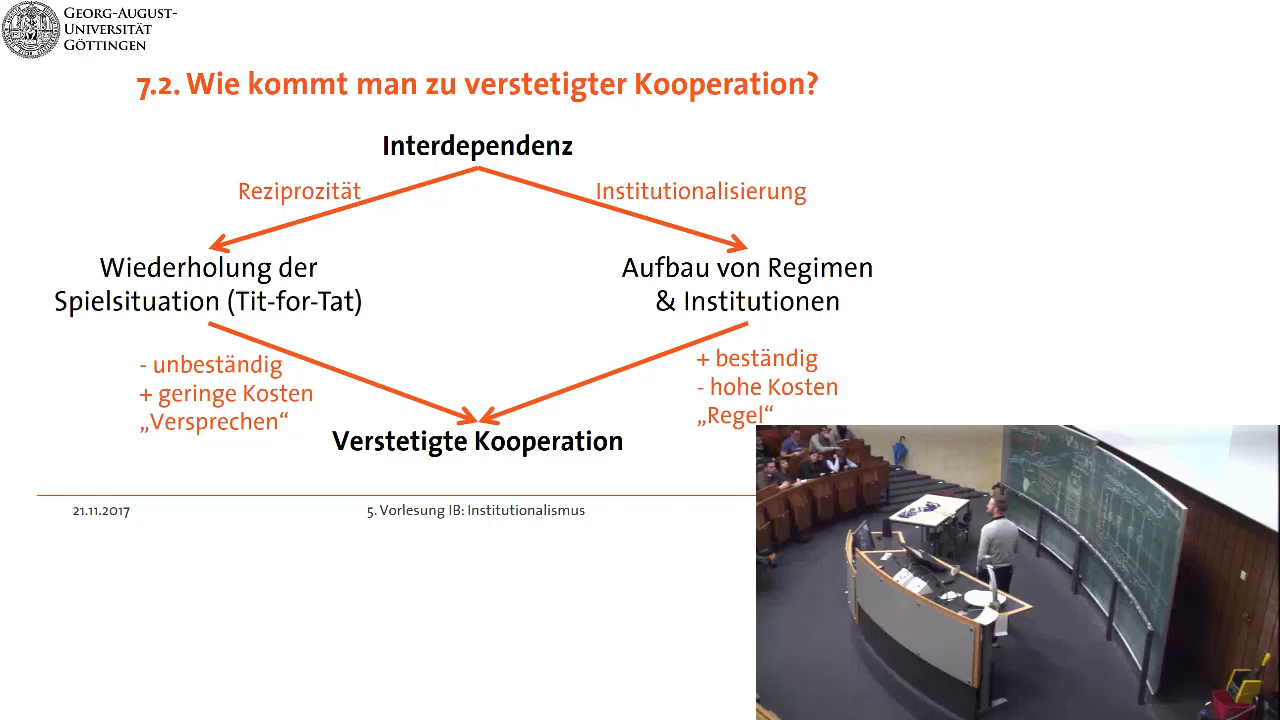 GEORG-AUGUST-
UNIVERSITÄT
GÖTTINGEN
7.2. Wie kommt man zu verstetigter Kooperation?
Interdependenz
Reziprozität
Institutionalisierung
Wiederholung der
Spielsituation (Tit-for-Tat)
Aufbau von Regimen
& Institutionen
- unbeständig
+ geringe Kosten
„Versprechen“
+ beständig
- hohe Kosten
„Regel“
Verstetigte Kooperation
21.11.2017
5. Vorlesung IB: Institutionalismus